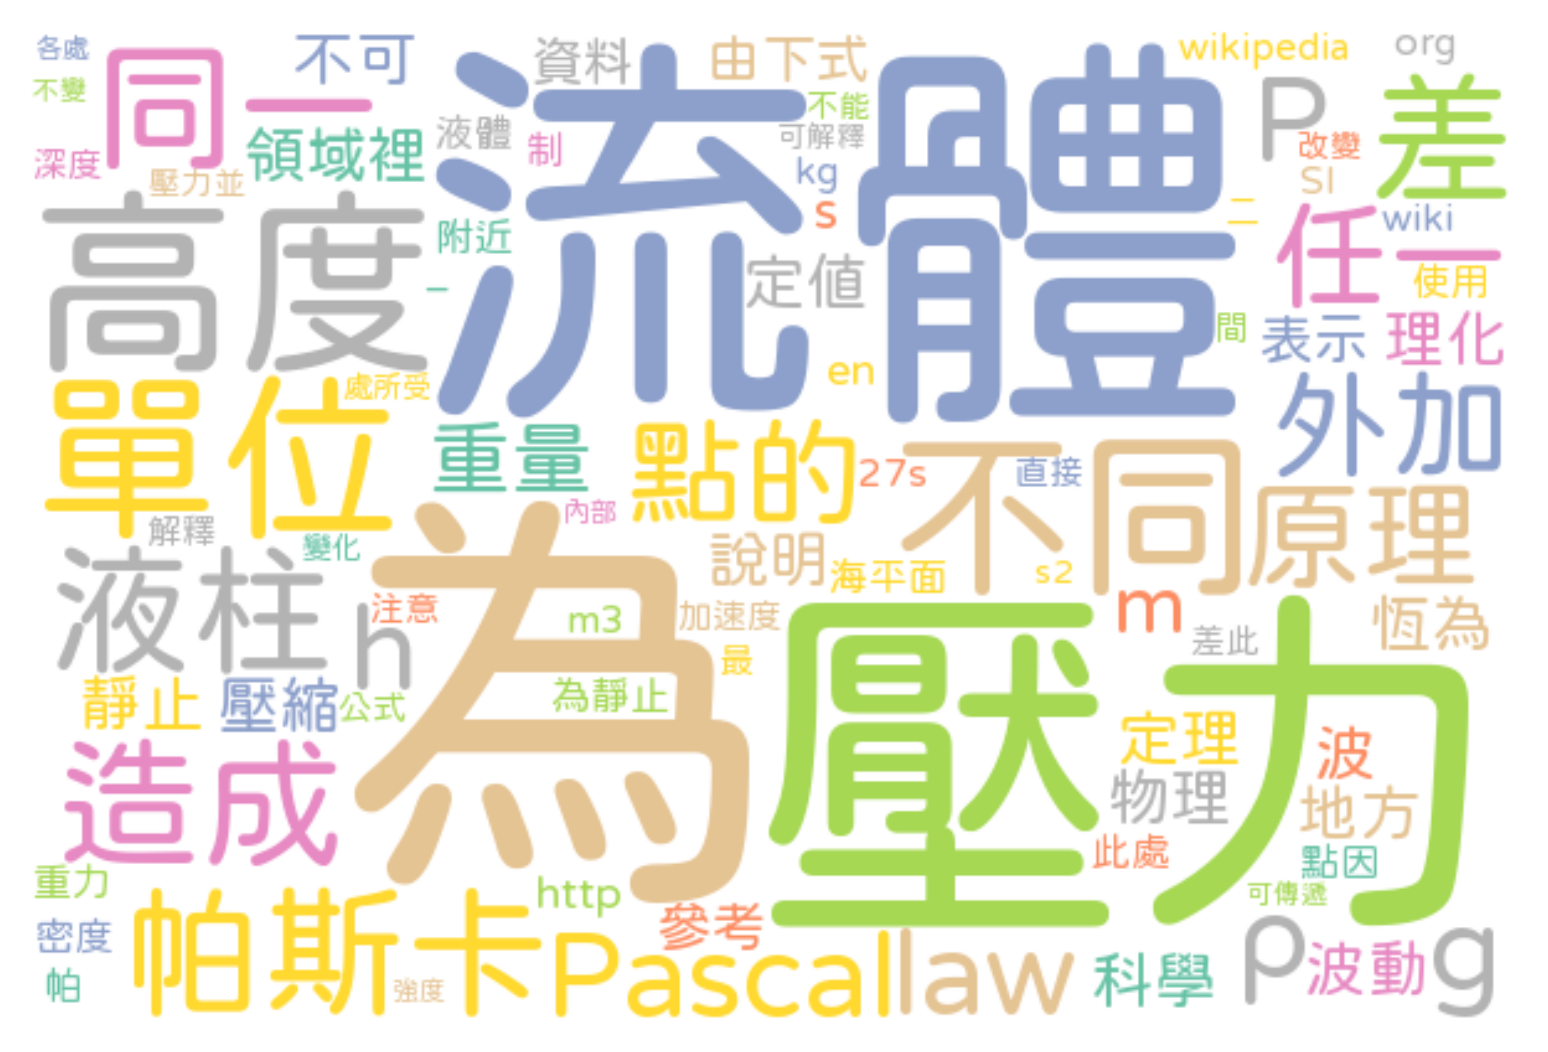 各處
同一
不可
流體
資料
由下式
wikipedia
org
不變
不能
P
差
深度
領域裡
液體
制
可解釋
改變
壓力並
kg
SI
高度
附近
s
二
任一
wiki
一
定值
使用
間
表示
理化
單位
處所受
en
外加
重量
點的
27s
不同
直接
原理
解釋
內部
變化
液柱
為
說明
海平面
s2
h
注意
m3
加速度
壓力
m
差此
恆為
最
靜止
壓縮
公式
為靜止
定理
波
造成
物理
地方
此處
點因
重力
http
可傳遞
帕斯卡
密度
參考
Pascal
law
科學
ρ
波動
g
帕
強度